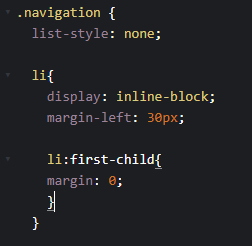 .navigation {
list-style: none;
li{
display: inline-block;
margin-left: 30px;
li:first-child{
margin: 0;
}
}